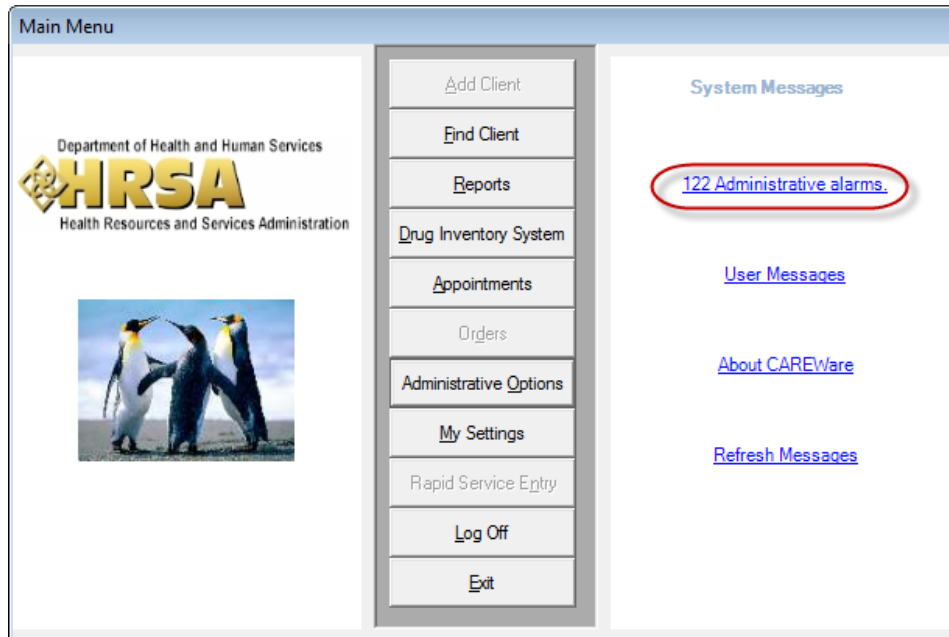 Main Menu
Department of Health and Human Services
HRSA
Health Resources and Services Administration
Add Client
Find Client
Reports
Drug Inventory System
Appointments
Orders
Administrative Options
My Settings
Rapid Service Entry
Log Off
Exit
System Messages
122 Administrative alarms.
User Messages
About CAREWare
Refresh Messages